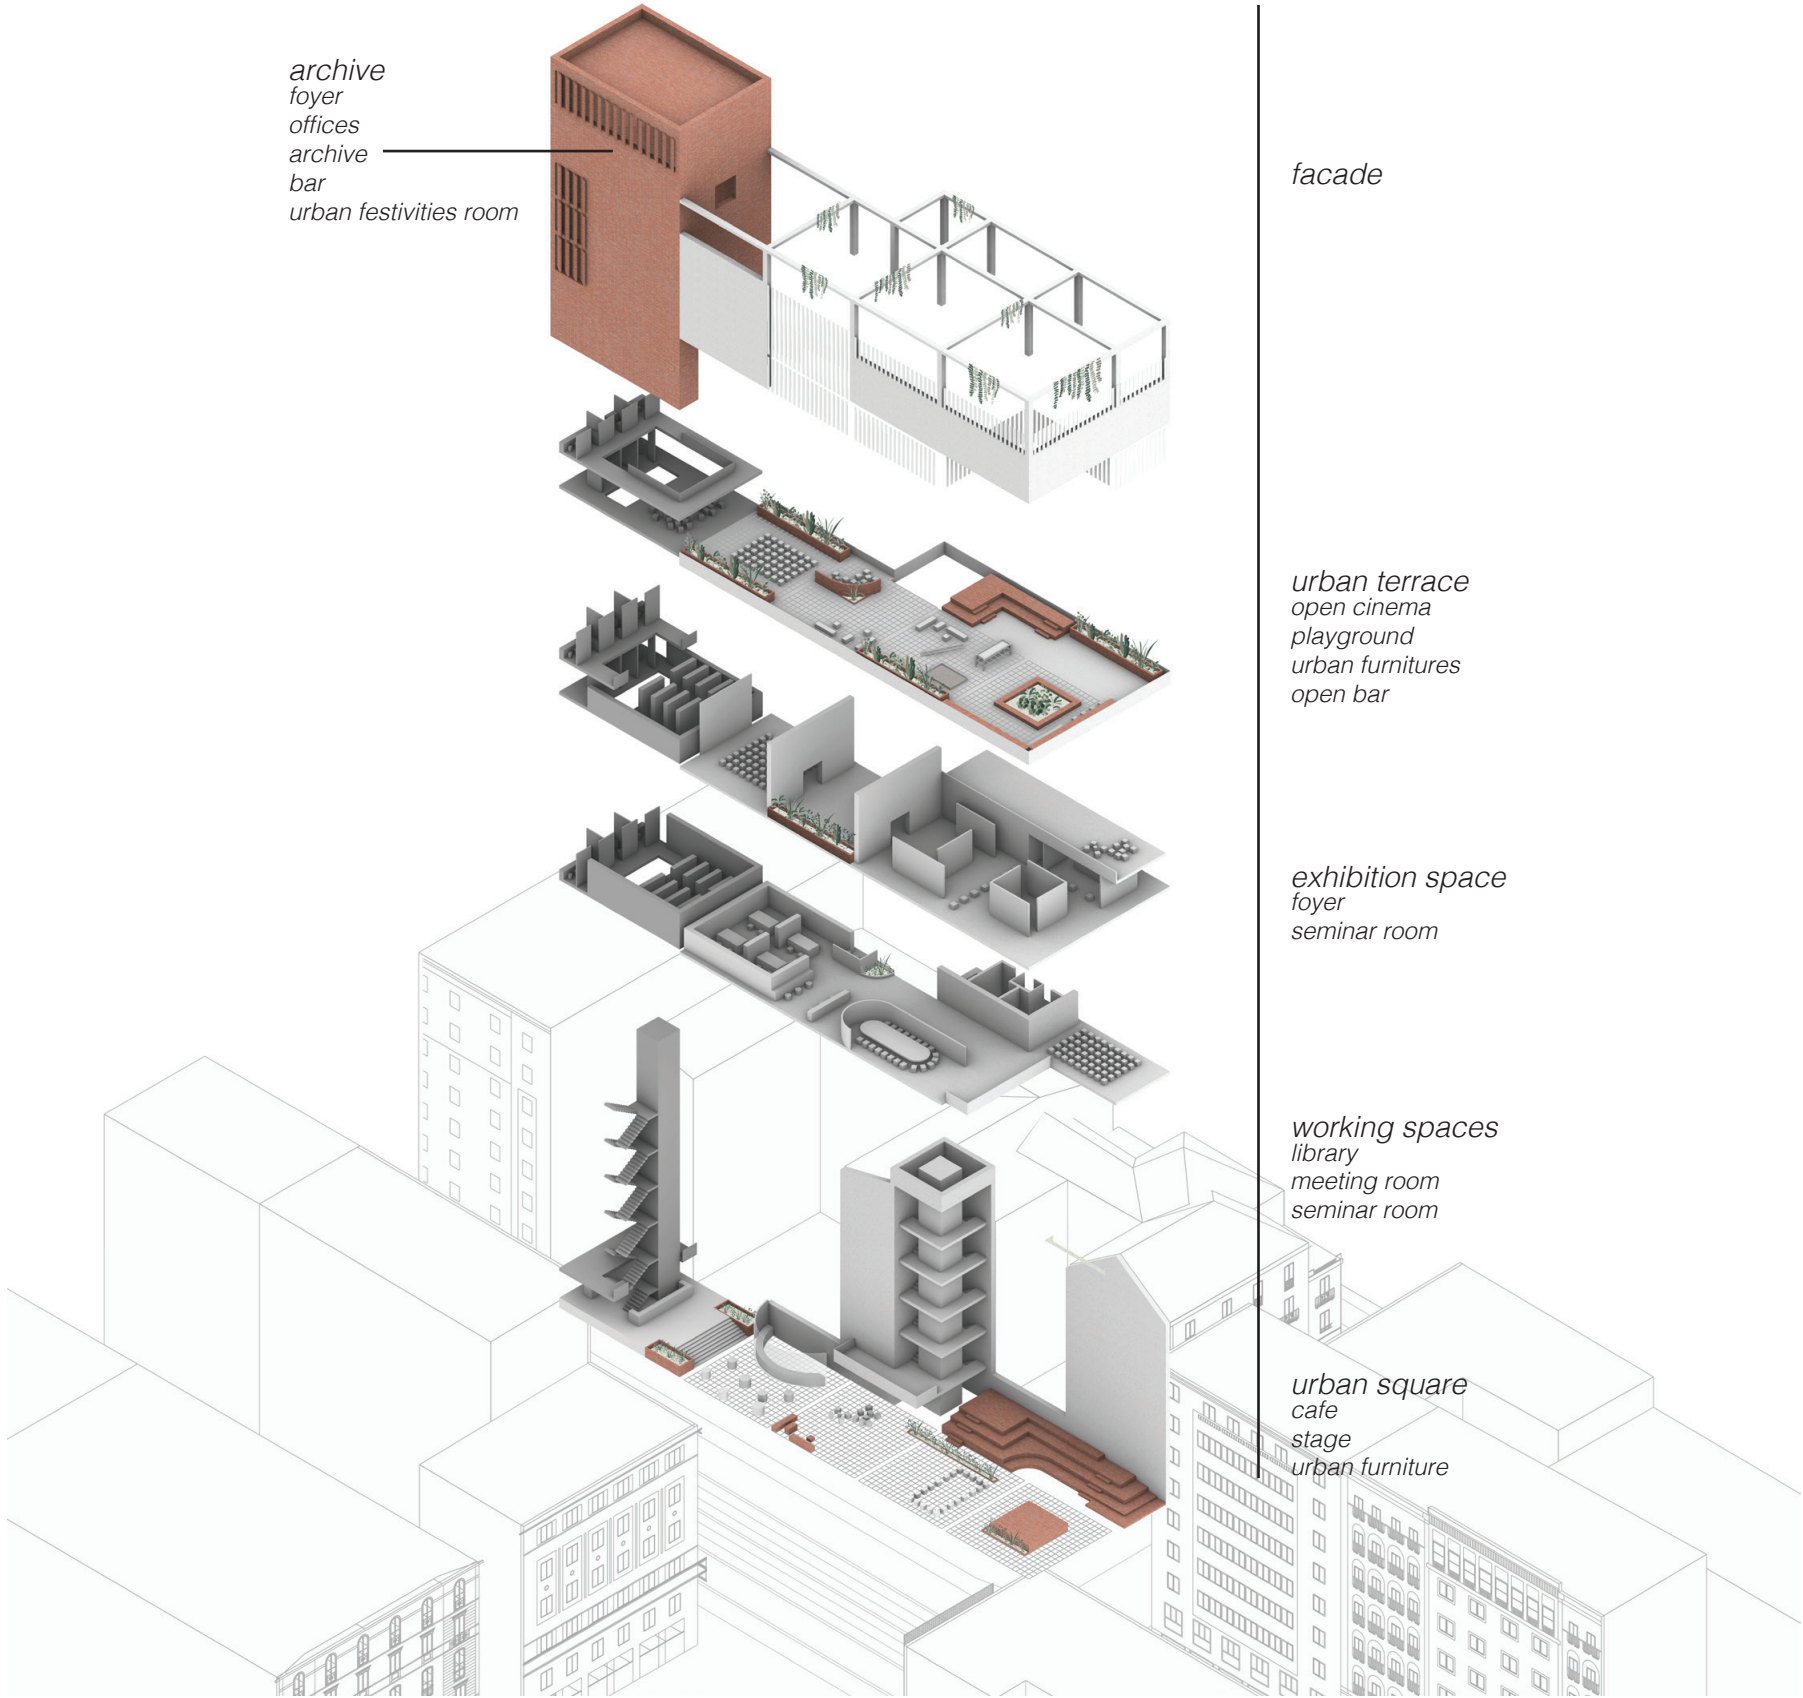 archive
foyer
offices
archive
bar
urban festivities room
facade
urban terrace
open cinema
playground
urban furnitures
open bar
exhibition space
foyer
seminar room
working spaces
library
meeting room
seminar room
urban square
cafe
stage
urban furniture